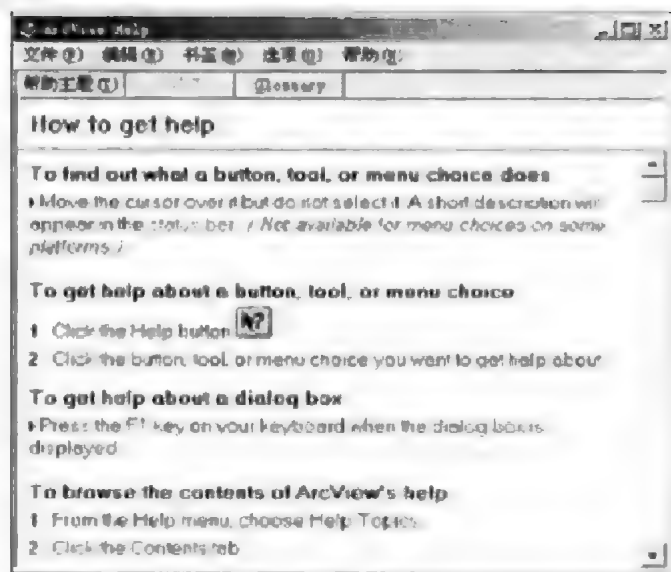 ArcView Help
文件(F) 编辑(E) 书签(M) 选项(O) 帮助(H)
帮助主题(T) Glossary
How to get help
To find out what a button, tool, or menu choice does
Move the cursor over it but do not select it. A short description will
appear in the status bar. ( Not available for menu choices on some
platforms.)
To get help about a button, tool, or menu choice
1 Click the Help button
2 Click the button, tool, or menu choice you want to get help about
To get help about a dialog box
Press the F1 key on your keyboard when the dialog box is
displayed
To browse the contents of ArcView's help
1 From the Help menu, choose Help Topics.
2 Click the Contents tab